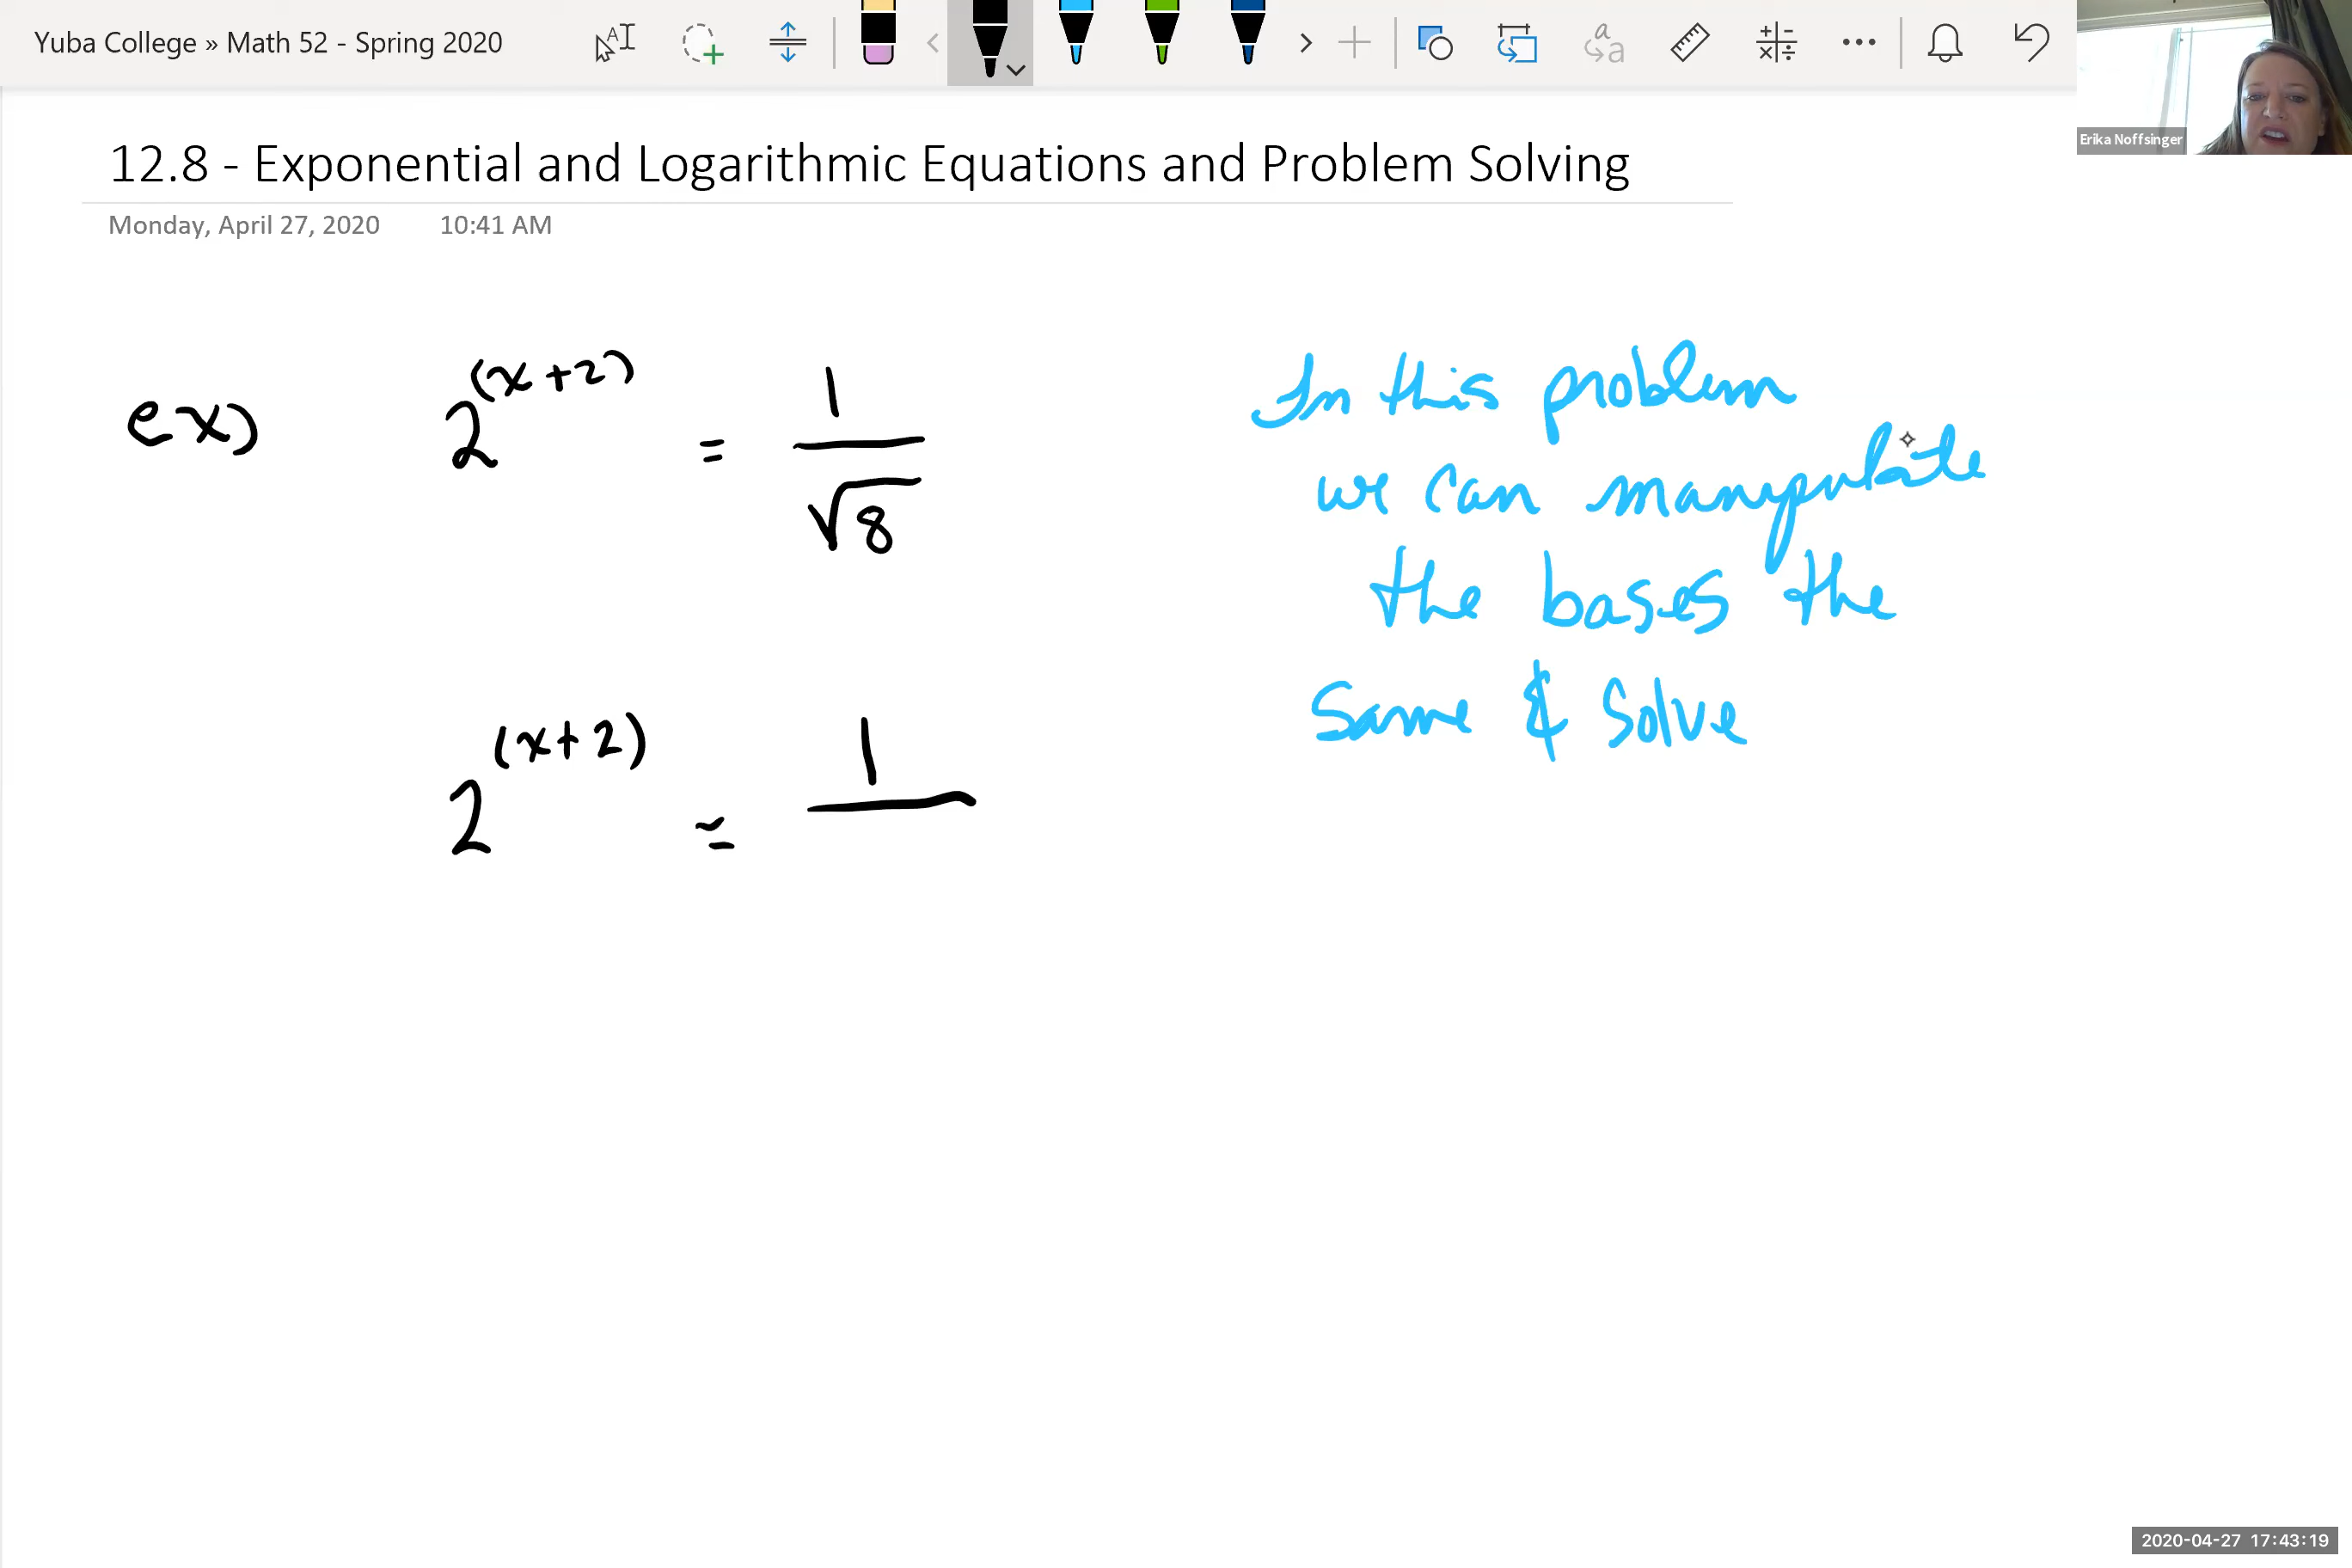 Yuba College » Math 52 - Spring 2020
Erika Noffsinger
12.8 - Exponential and Logarithmic Equations and Problem Solving
Monday, April 27, 2020 10:41 AM
ex) 2^(x+2) = 1/√8
In this problem
we can manipulate
the bases the
Same & Solve
2^(x+2) = 1/
2020-04-27 17:43:19